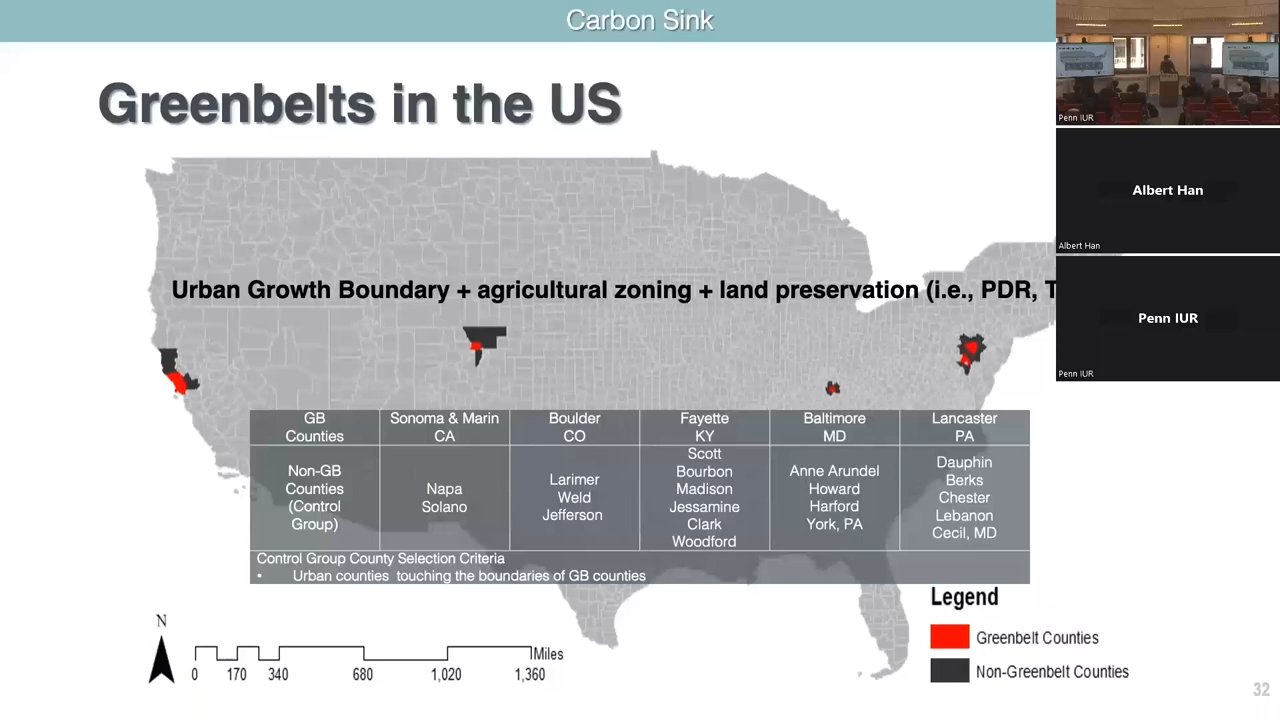 Carbon Sink
Greenbelts in the US
Urban Growth Boundary + agricultural zoning + land preservation (i.e., PDR, T
GB Counties
Sonoma & Marin CA
Boulder CO
Fayette KY
Baltimore MD
Lancaster PA
Non-GB Counties (Control Group)
Napa
Solano
Larimer
Weld
Jefferson
Scott
Bourbon
Madison
Jessamine
Clark
Woodford
Anne Arundel
Howard
Harford
York, PA
Dauphin
Berks
Chester
Lebanon
Cecil, MD
Control Group County Selection Criteria
• Urban counties touching the boundaries of GB counties
N
Miles
0 170 340 680 1,020 1,360
Legend
Greenbelt Counties
Non-Greenbelt Counties
32
Penn IUR
Albert Han
Albert Han
Penn IUR
Penn IUR